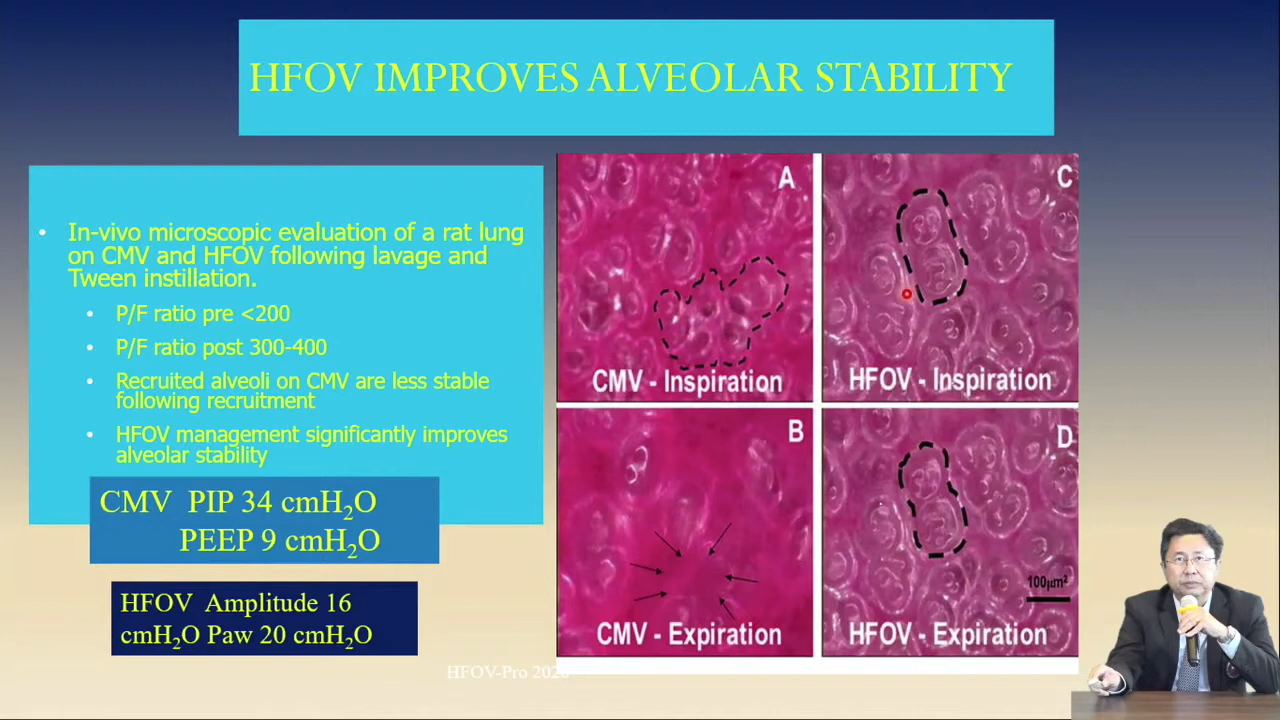 HFOV IMPROVES ALVEOLAR STABILITY
• In-vivo microscopic evaluation of a rat lung
on CMV and HFOV following lavage and
Tween instillation.
• P/F ratio pre <200
• P/F ratio post 300-400
• Recruited alveoli on CMV are less stable
following recruitment
• HFOV management significantly improves
alveolar stability
CMV PIP 34 cmH₂O
PEEP 9 cmH₂O
HFOV Amplitude 16
cmH₂O Paw 20 cmH₂O
A
CMV - Inspiration
C
HFOV - Inspiration
B
CMV - Expiration
D
100µm²
HFOV - Expiration
HFOV-Pro